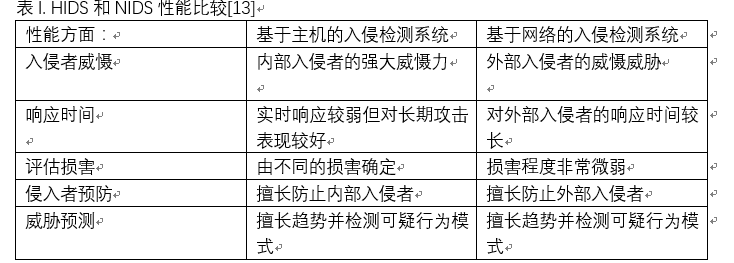 表 I. HIDS 和 NIDS 性能比较[13]
性能方面： 基于主机的入侵检测系统 基于网络的入侵检测系统
入侵者威慑 内部入侵者的强大威慑力 外部入侵者的威慑威胁
响应时间 实时响应较弱但对长期攻击 对外部入侵者的响应时间较
表现较好 长
评估损害 由不同的损害确定 损害程度非常微弱
侵入者预防 擅长防止内部入侵者 擅长防止外部入侵者
威胁预测 擅长趋势并检测可疑行为模 擅长趋势并检测可疑行为模
式 式